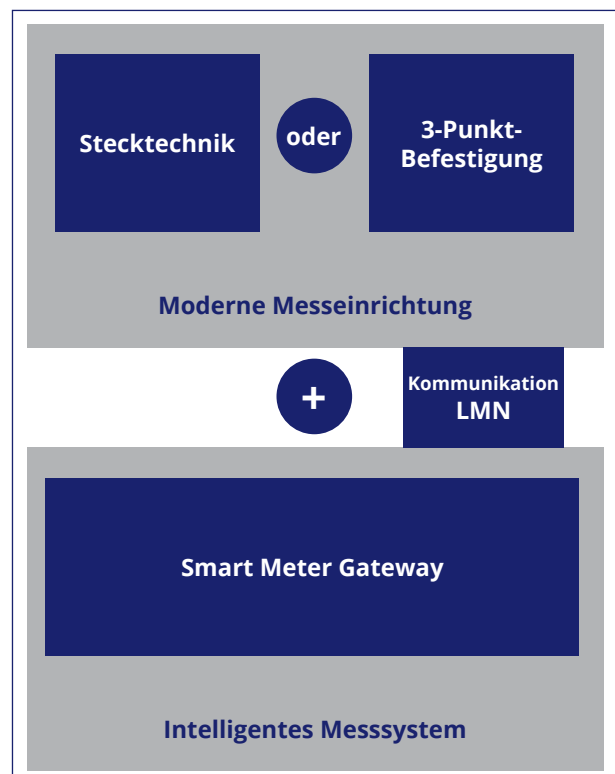 Stecktechnik
oder
3-Punkt-
Befestigung
Moderne Messeinrichtung
+
Kommunikation
LMN
Smart Meter Gateway
Intelligentes Messsystem